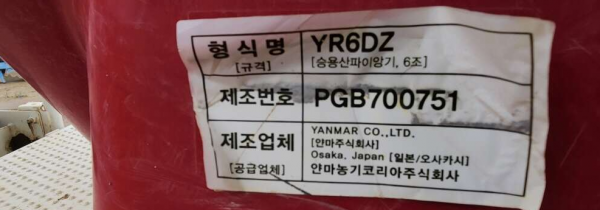 형식명 YR6DZ
[규격] [승용산파이앙기, 6조]
제조번호 PGB700751
제조업체 YANMAR CO.,LTD.
[얀마주식회사]
Osaka, Japan [일본/오사카시]
[공급업체] 얀마농기코리아주식회사